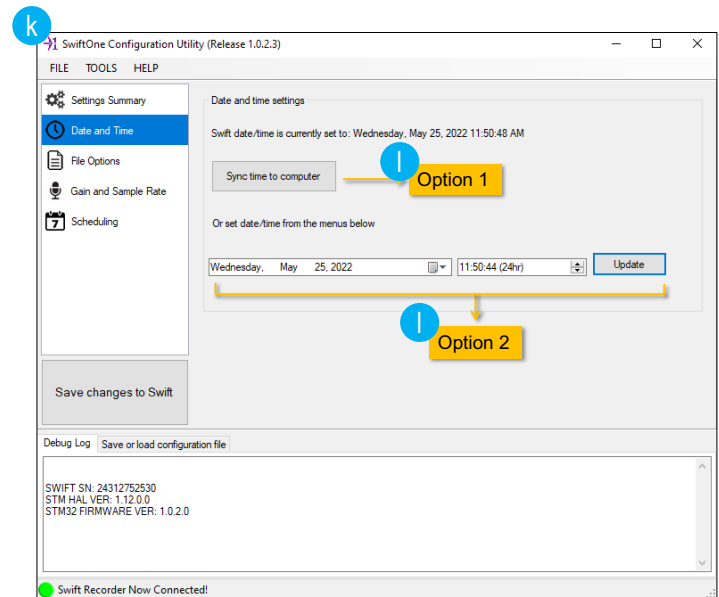 k
SwiftOne Configuration Utility (Release 1.0.2.3)
FILE TOOLS HELP
Settings Summary
Date and Time
File Options
Gain and Sample Rate
7 Scheduling
Date and time settings
Swift date/time is currently set to: Wednesday, May 25, 2022 11:50:48 AM
Sync time to computer
l
Option 1
Or set date/time from the menus below
Wednesday, May 25, 2022 11:50:44 (24hr) Update
l
Option 2
Save changes to Swift
Debug Log Save or load configuration file
SWIFT SN: 24312752530
STM HAL VER: 1.12.0.0
STM32 FIRMWARE VER: 1.0.2.0
Swift Recorder Now Connected!